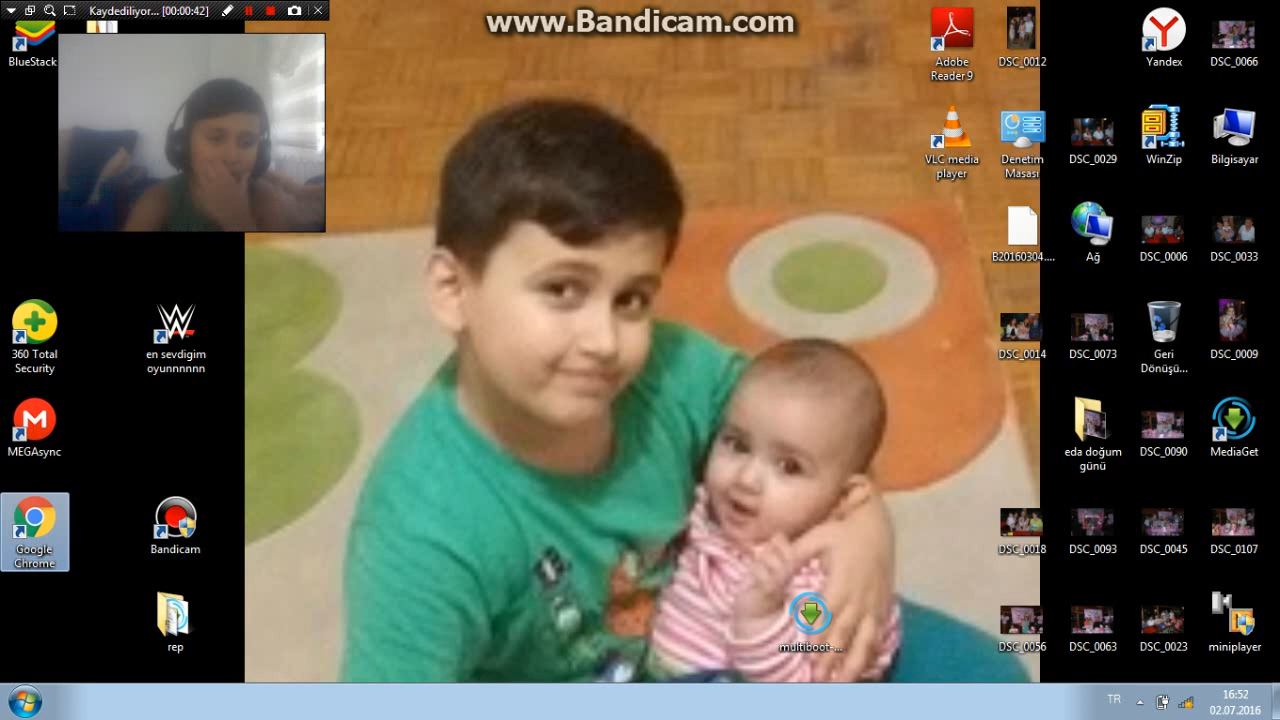 Kaydediliyor... [00:00:42]
www.Bandicam.com
BlueStack
Adobe
Reader 9
DSC_0012
Yandex
DSC_0066
VLC media
player
Denetim
Masası
DSC_0029
WinZip
Bilgisayar
B20160304....
Ağ
DSC_0006
DSC_0033
360 Total
Security
en sevdigim
oyunnnnnn
DSC_0014
DSC_0073
Geri
Dönüşü...
DSC_0009
MEGAsync
eda doğum
günü
DSC_0090
MediaGet
Google
Chrome
Bandicam
DSC_0018
DSC_0093
DSC_0045
DSC_0107
rep
multiboot-...
DSC_0056
DSC_0063
DSC_0023
miniplayer
TR
16:52
02.07.2016